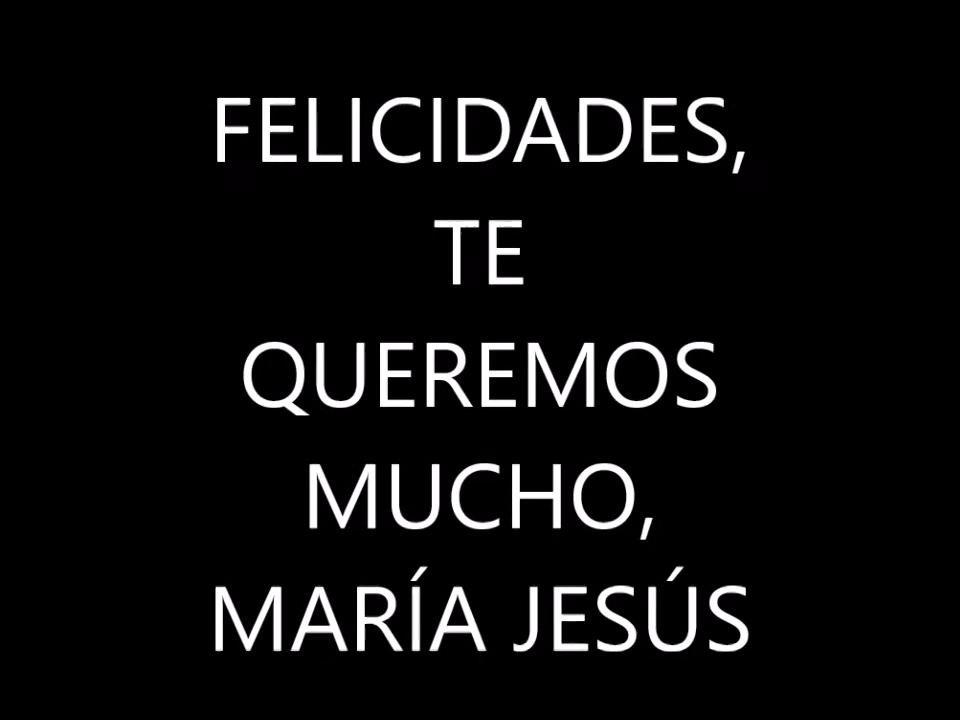 FELICIDADES,
TE
QUEREMOS
MUCHO,
MARÍA JESÚS